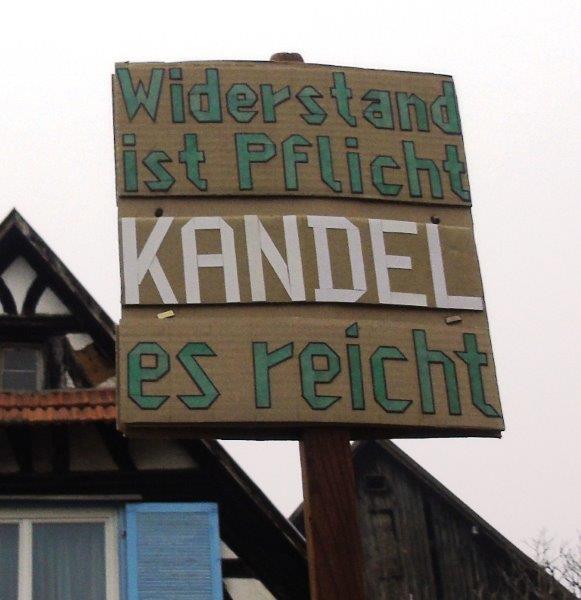 Widerstand
ist Pflicht
KANDEL
es reicht